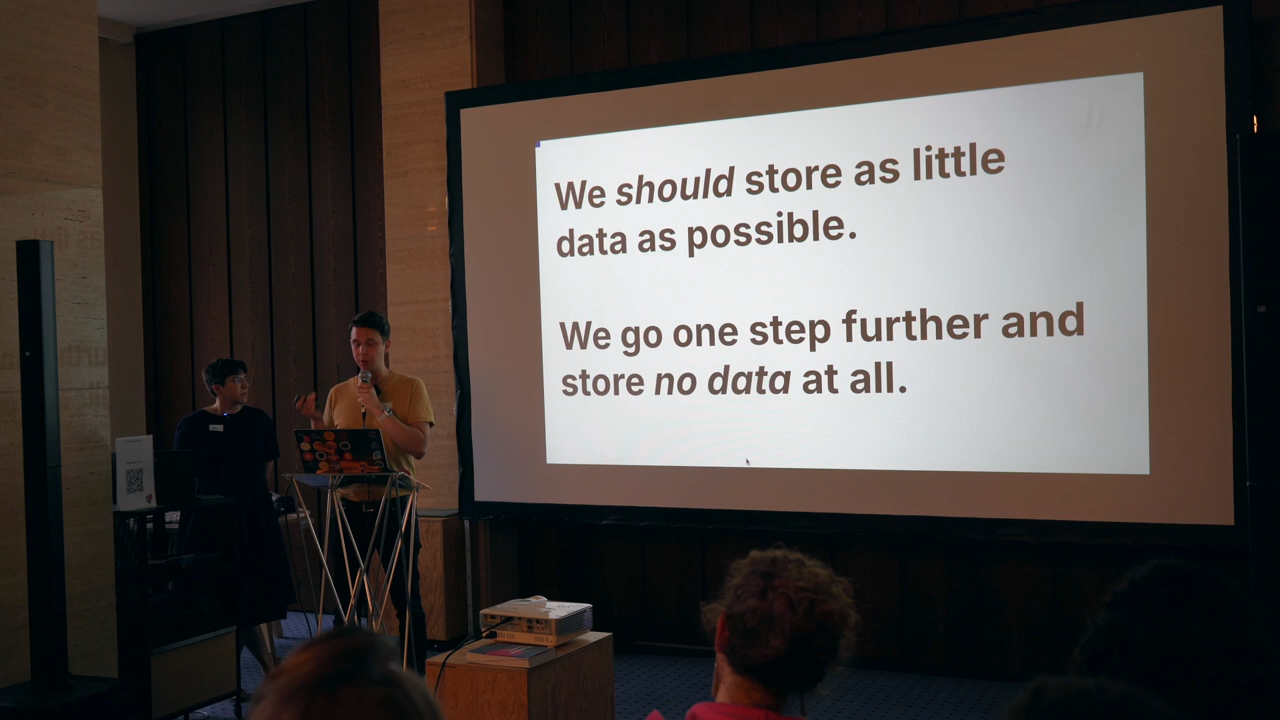 We should store as little
data as possible.
We go one step further and
store no data at all.